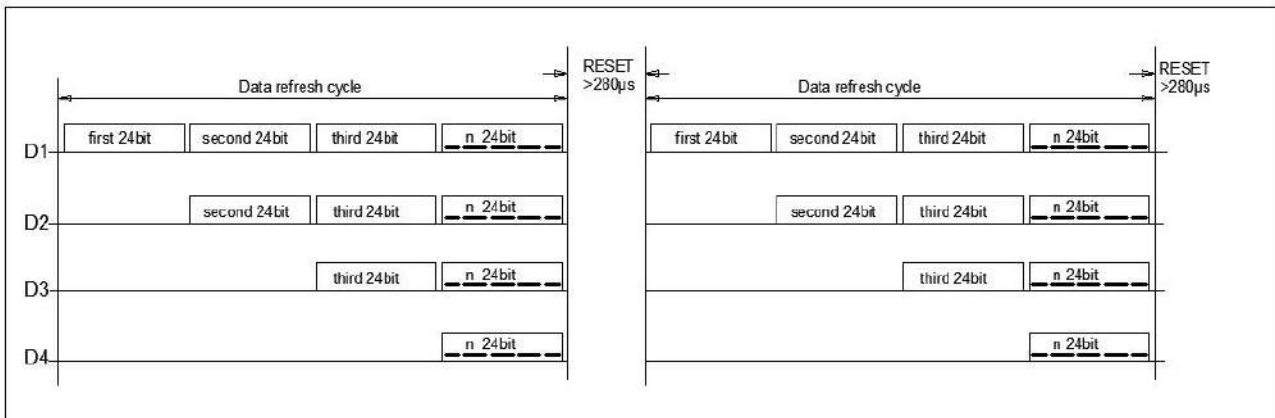 RESET
>280µs
RESET
>280µs
Data refresh cycle
Data refresh cycle
D1 first 24bit second 24bit third 24bit n 24bit first 24bit second 24bit third 24bit n 24bit
D2 second 24bit third 24bit n 24bit second 24bit third 24bit n 24bit
D3 third 24bit n 24bit third 24bit n 24bit
D4 n 24bit n 24bit